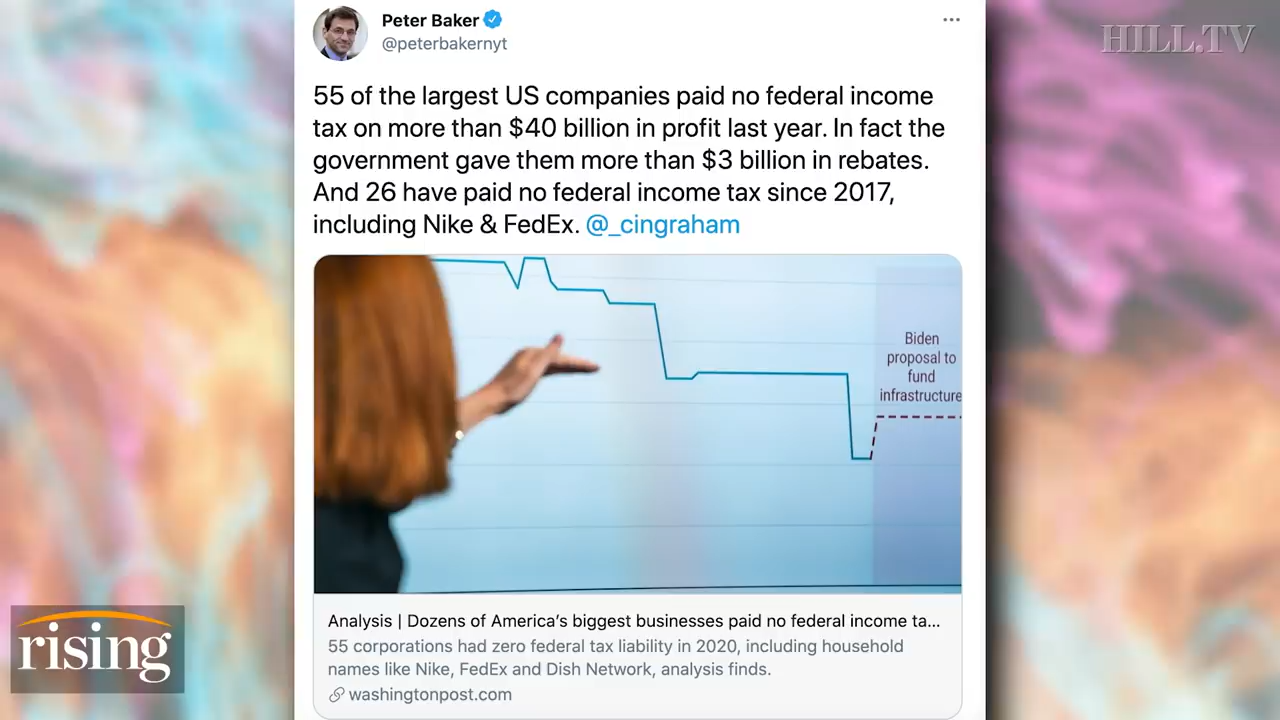 Peter Baker
@peterbakernyt
HILL.TV
55 of the largest US companies paid no federal income
tax on more than $40 billion in profit last year. In fact the
government gave them more than $3 billion in rebates.
And 26 have paid no federal income tax since 2017,
including Nike & FedEx. @_cingraham
Biden
proposal to
fund
infrastructure
Analysis | Dozens of America’s biggest businesses paid no federal income ta...
55 corporations had zero federal tax liability in 2020, including household
names like Nike, FedEx and Dish Network, analysis finds.
washingtonpost.com
rising